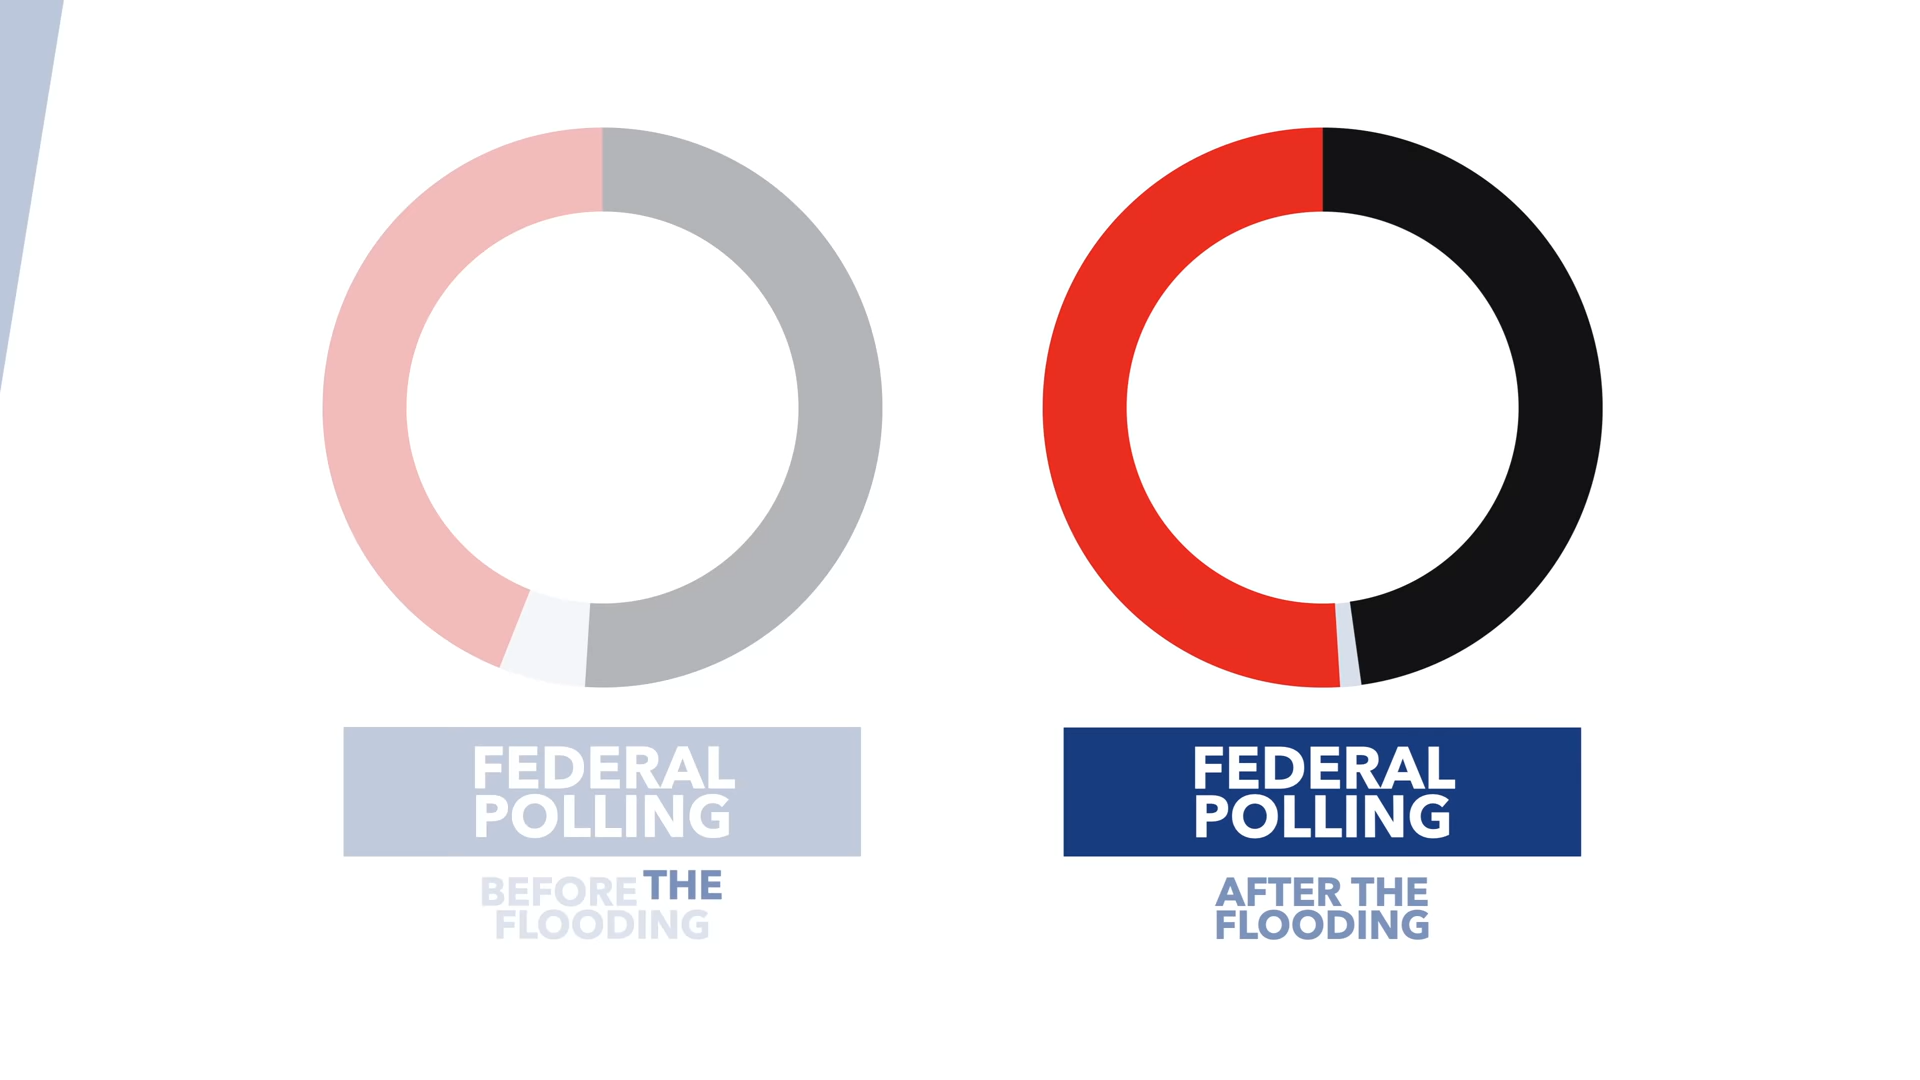 FEDERAL
POLLING
BEFORE THE
FLOODING
FEDERAL
POLLING
AFTER THE
FLOODING